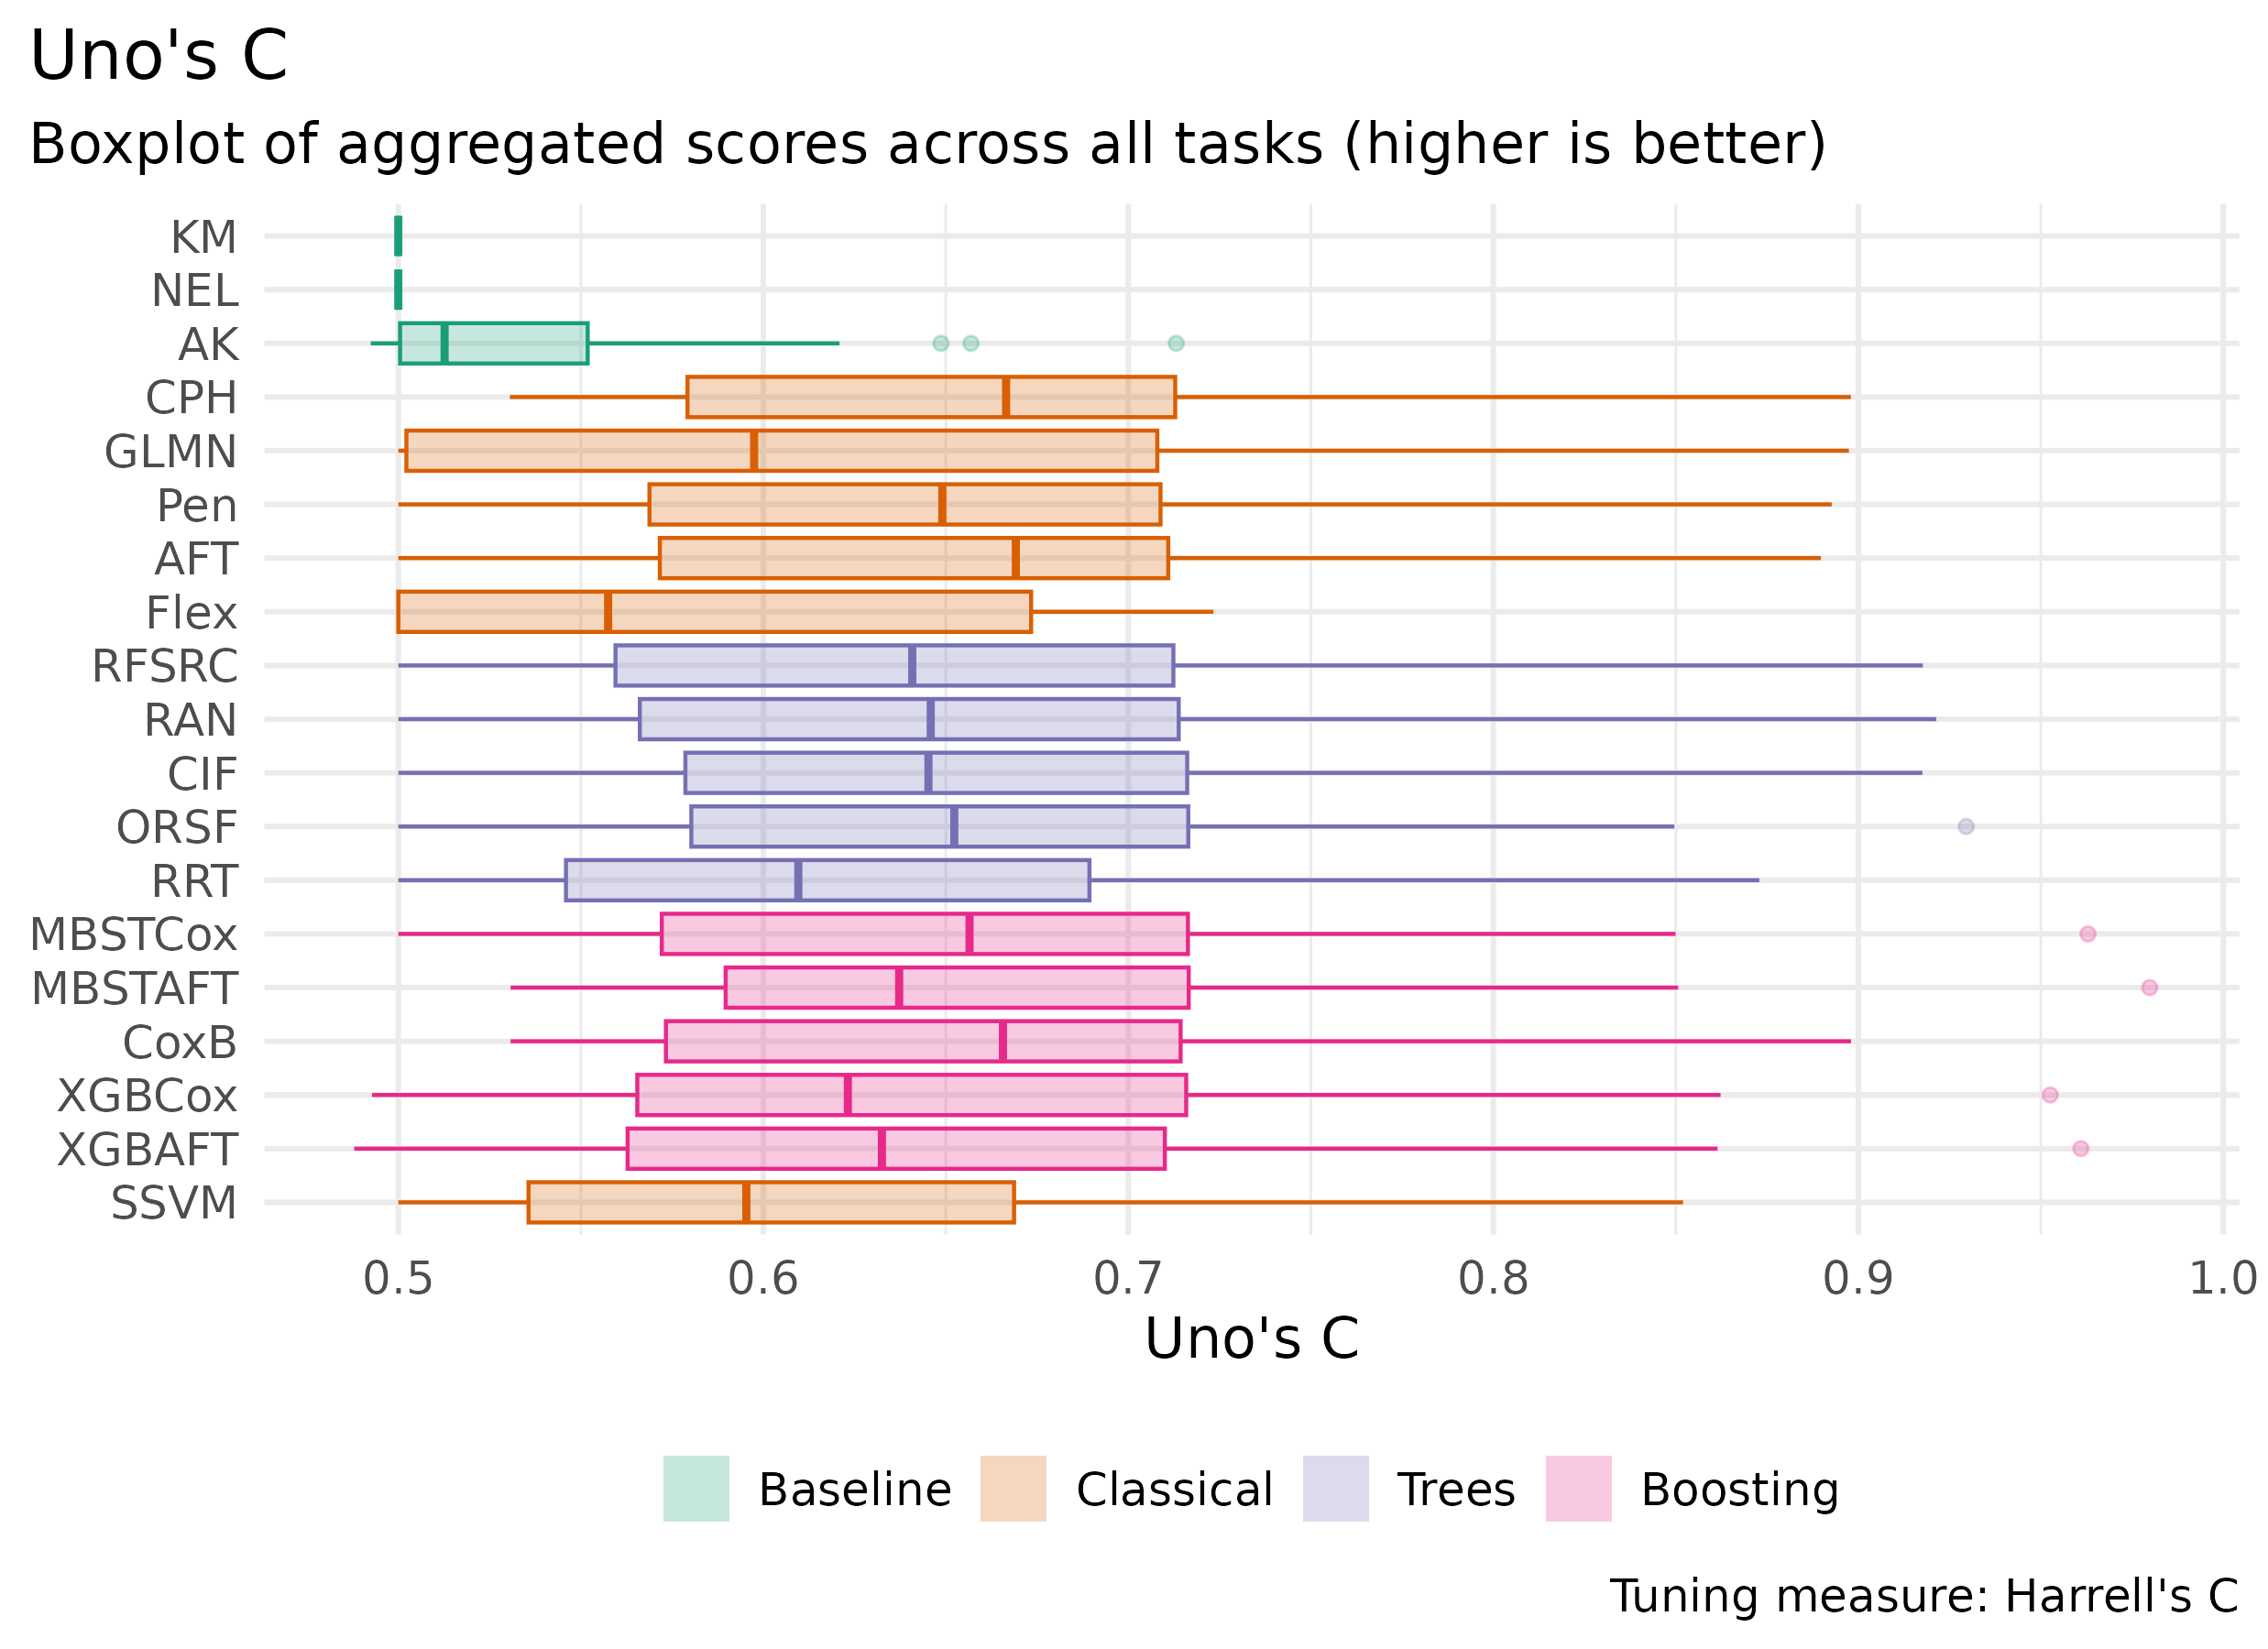 Uno's C
Boxplot of aggregated scores across all tasks (higher is better)
KM
NEL
AK
CPH
GLMN
Pen
AFT
Flex
RFSRC
RAN
CIF
ORSF
RRT
MBSTCox
MBSTAFT
CoxB
XGBCox
XGBAFT
SSVM
0.5 0.6 0.7 0.8 0.9 1.0
Uno's C
Baseline Classical Trees Boosting
Tuning measure: Harrell's C